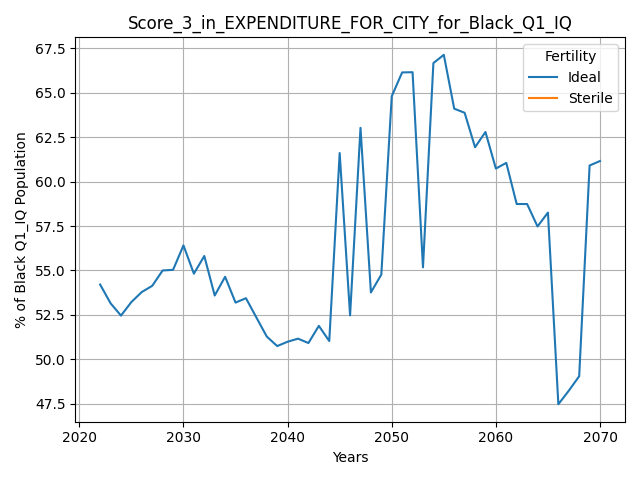 Score_3_in_EXPENDITURE_FOR_CITY_for_Black_Q1_IQ
Fertility
Ideal
Sterile
% of Black Q1_IQ Population
67.5
65.0
62.5
60.0
57.5
55.0
52.5
50.0
47.5
2020 2030 2040 2050 2060 2070
Years